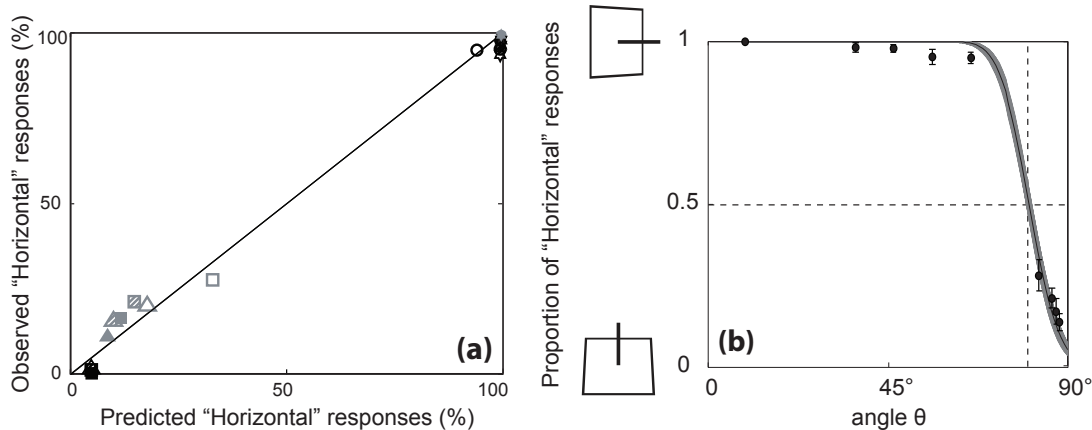 Observed “Horizontal” responses (%)
100
50
0
0
50
100
Predicted “Horizontal” responses (%)
(a)
Proportion of “Horizontal” responses
1
0.5
0
0
45°
90°
angle θ
(b)